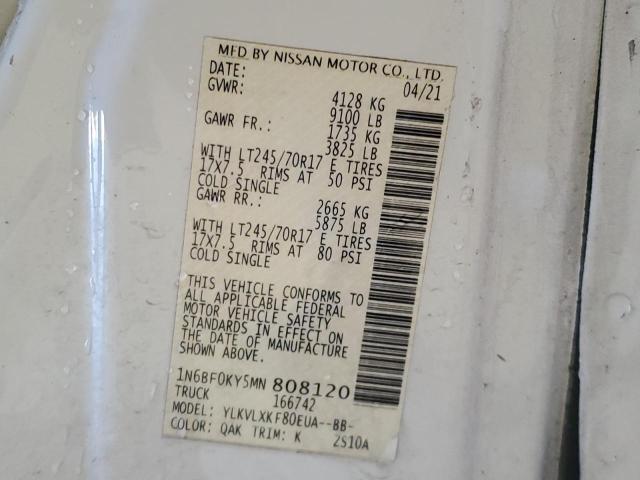 MFD BY NISSAN MOTOR CO., LTD.
DATE: 04/21
GVWR: 4128 KG
9100 LB
GAWR FR.: 1735 KG
3825 LB
WITH LT245/70R17 E TIRES
17X7.5 RIMS AT 50 PSI
COLD SINGLE
GAWR RR.: 2665 KG
5875 LB
WITH LT245/70R17 E TIRES
17X7.5 RIMS AT 80 PSI
COLD SINGLE
THIS VEHICLE CONFORMS TO
ALL APPLICABLE FEDERAL
MOTOR VEHICLE SAFETY
STANDARDS IN EFFECT ON
THE DATE OF MANUFACTURE
SHOWN ABOVE.
1N6BF0KY5MN 808120
TRUCK 166742
MODEL: YLKVLXKF80EUA--BB-
COLOR: QAK TRIM: K 2S10A